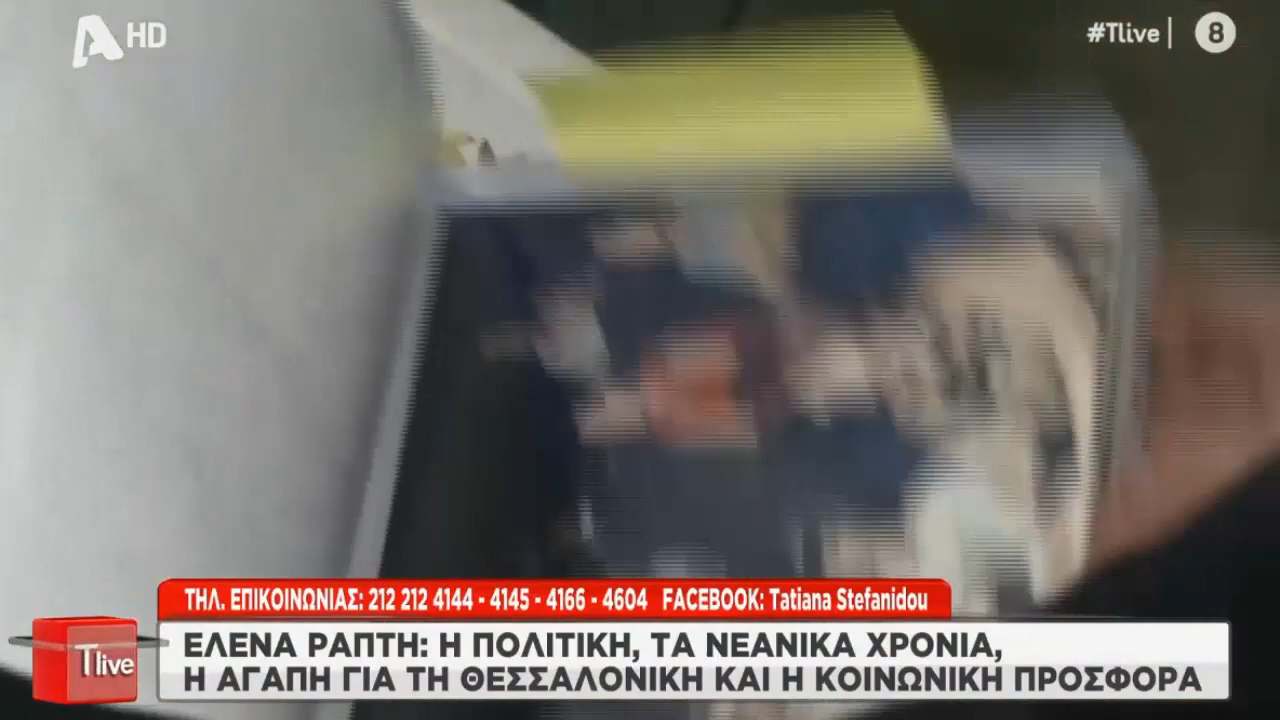 A HD
#Tlive | 8
ΤΗΛ. ΕΠΙΚΟΙΝΩΝΙΑΣ: 212 212 4144 - 4145 - 4166 - 4604 FACEBOOK: Tatiana Stefanidou
Tlive
ΕΛΕΝΑ ΡΑΠΤΗ: Η ΠΟΛΙΤΙΚΗ, ΤΑ ΝΕΑΝΙΚΑ ΧΡΟΝΙΑ,
Η ΑΓΑΠΗ ΓΙΑ ΤΗ ΘΕΣΣΑΛΟΝΙΚΗ ΚΑΙ Η ΚΟΙΝΩΝΙΚΗ ΠΡΟΣΦΟΡΑ